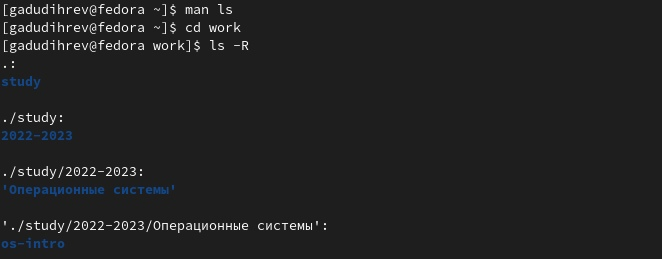 [gadudihrev@fedora ~]$ man ls
[gadudihrev@fedora ~]$ cd work
[gadudihrev@fedora work]$ ls -R
.:
study
./study:
2022-2023
./study/2022-2023:
'Операционные системы'
'./study/2022-2023/Операционные системы':
os-intro